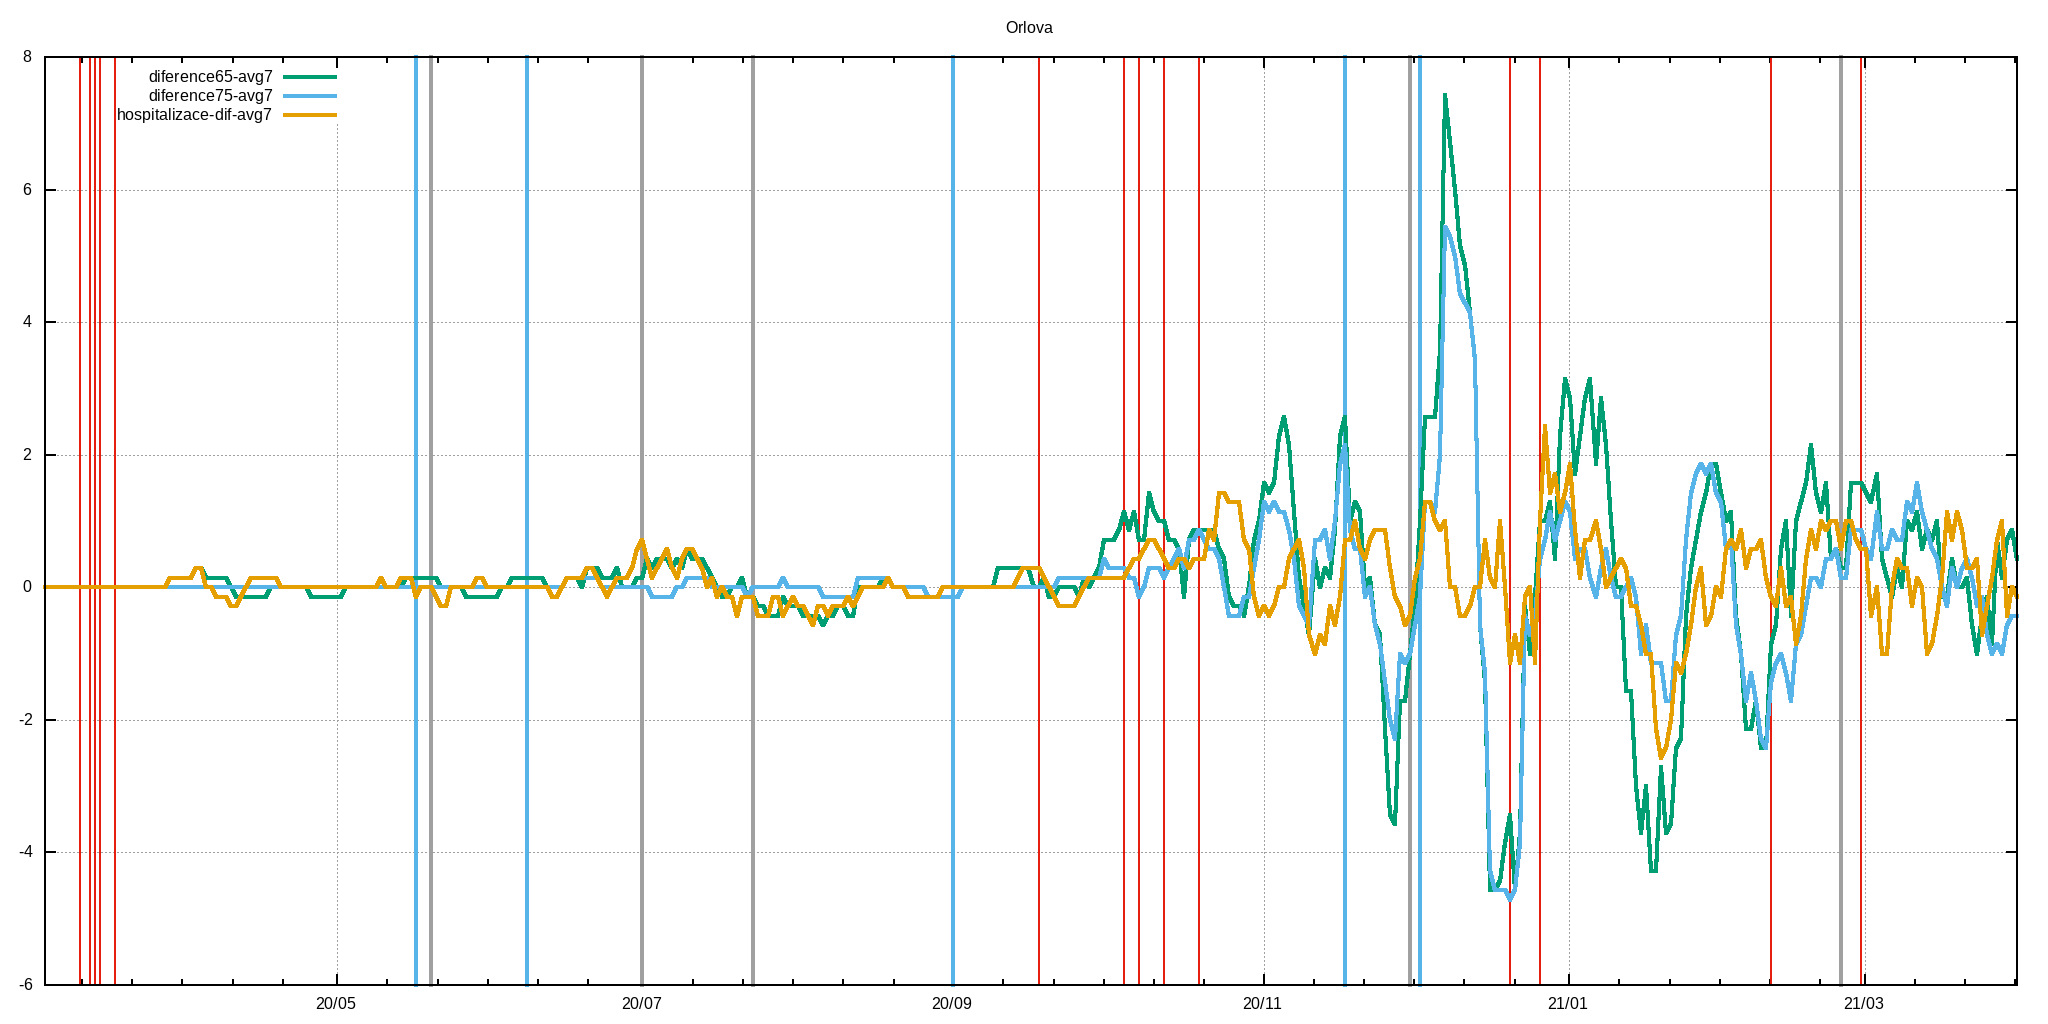 Orlova
8
diference65-avg7
diference75-avg7
hospitalizace-dif-avg7
6
4
2
0
-2
-4
-6
20/05 20/07 20/09 20/11 21/01 21/03